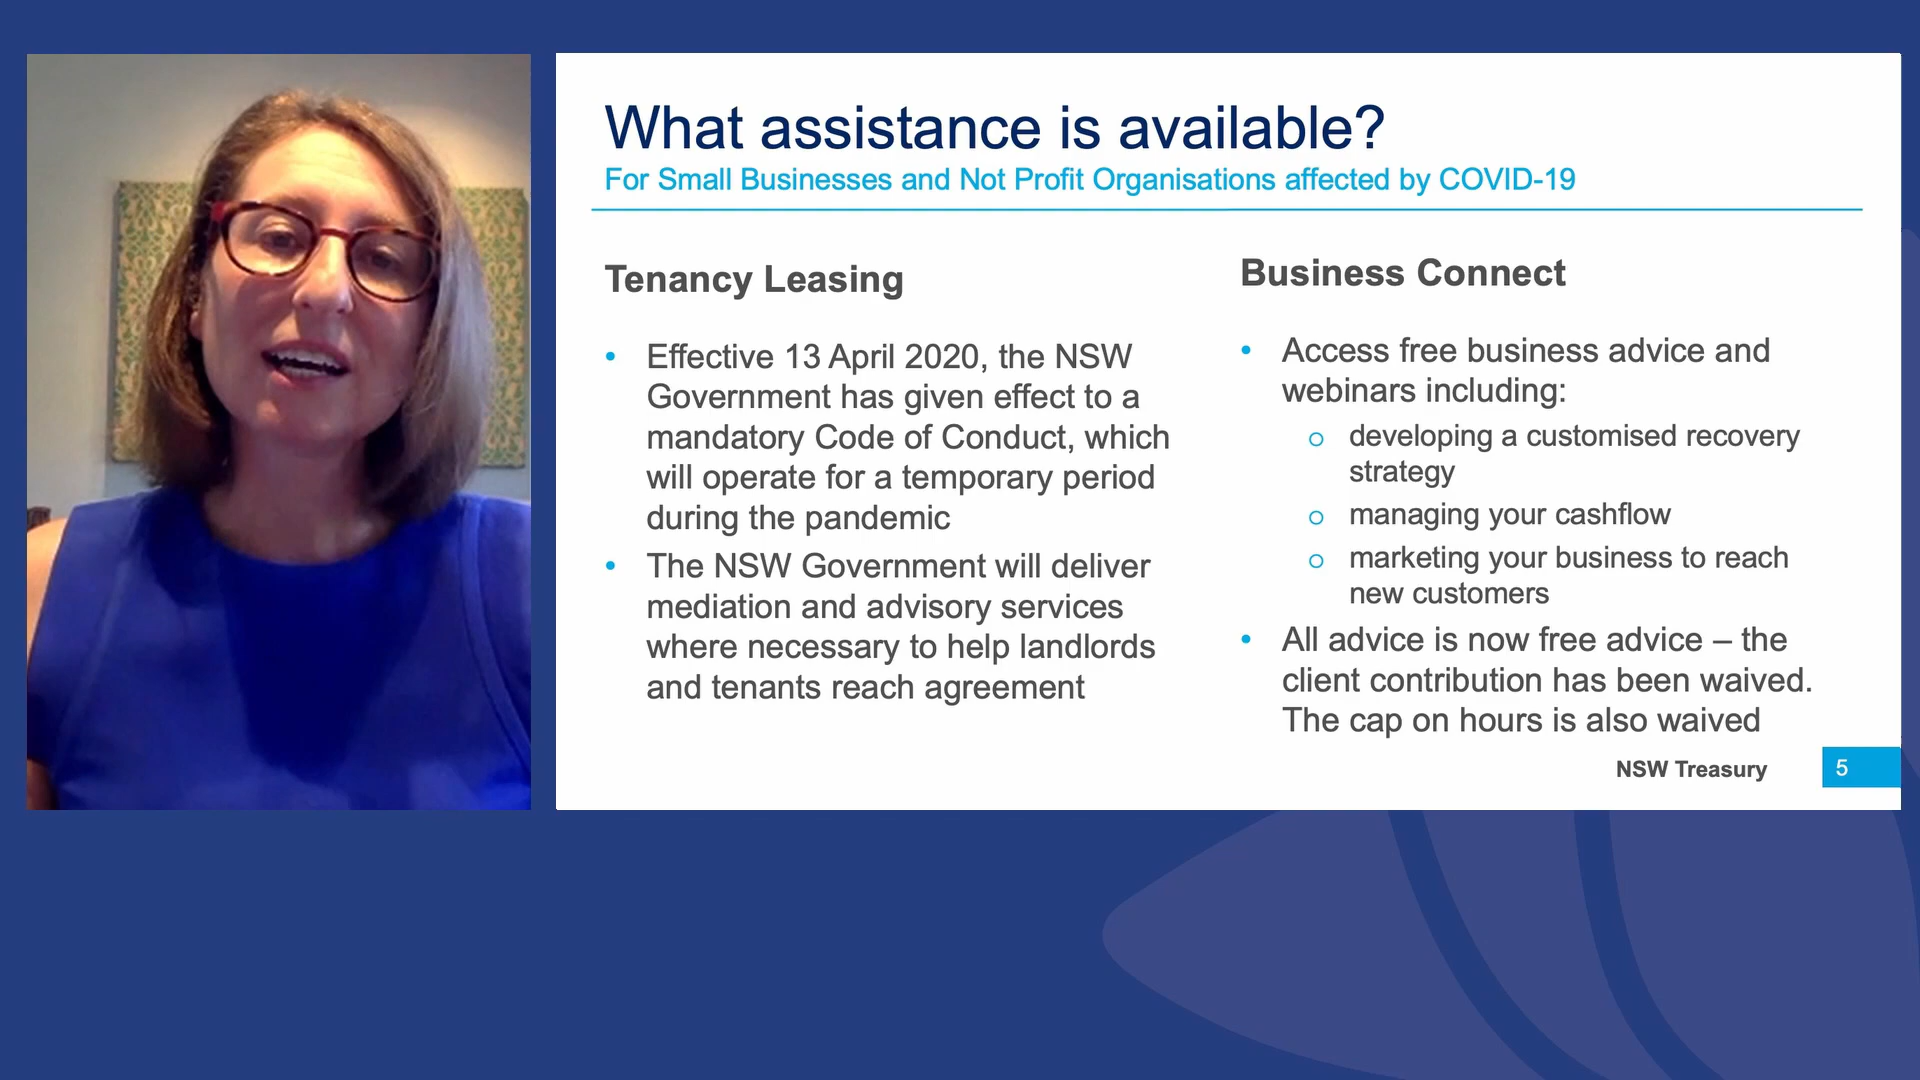 What assistance is available?
For Small Businesses and Not Profit Organisations affected by COVID-19
Tenancy Leasing
• Effective 13 April 2020, the NSW
Government has given effect to a
mandatory Code of Conduct, which
will operate for a temporary period
during the pandemic
• The NSW Government will deliver
mediation and advisory services
where necessary to help landlords
and tenants reach agreement
Business Connect
• Access free business advice and
webinars including:
o developing a customised recovery
strategy
o managing your cashflow
o marketing your business to reach
new customers
• All advice is now free advice – the
client contribution has been waived.
The cap on hours is also waived
NSW Treasury
5